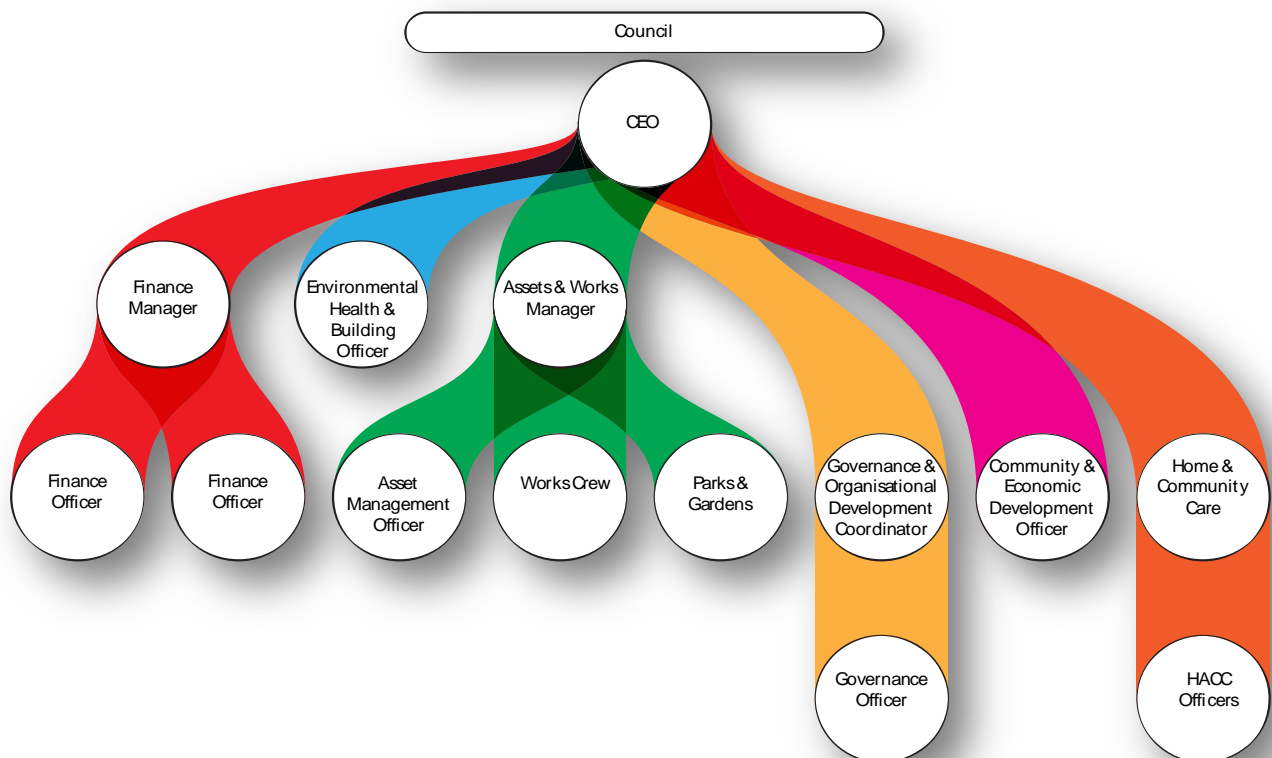 Council
CEO
Finance
Manager
Environmental
Health &
Building
Officer
Assets & Works
Manager
Finance
Officer
Finance
Officer
Asset
Management
Officer
Works Crew
Parks &
Gardens
Governance &
Organisational
Development
Coordinator
Community &
Economic
Development
Officer
Home &
Community
Care
Governance
Officer
HACC
Officers